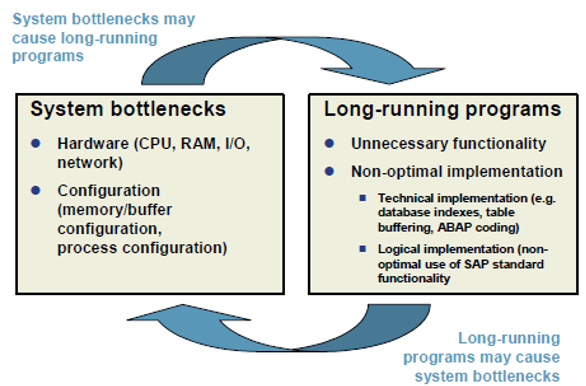 System bottlenecks may
cause long-running
programs
System bottlenecks
Hardware (CPU, RAM, I/O,
network)
Configuration
(memory/buffer
configuration,
process configuration)
Long-running programs
Unnecessary functionality
Non-optimal implementation
Technical implementation (e.g.
database indexes, table
buffering, ABAP coding)
Logical implementation (non-
optimal use of SAP standard
functionality
Long-running
programs may cause
system bottlenecks